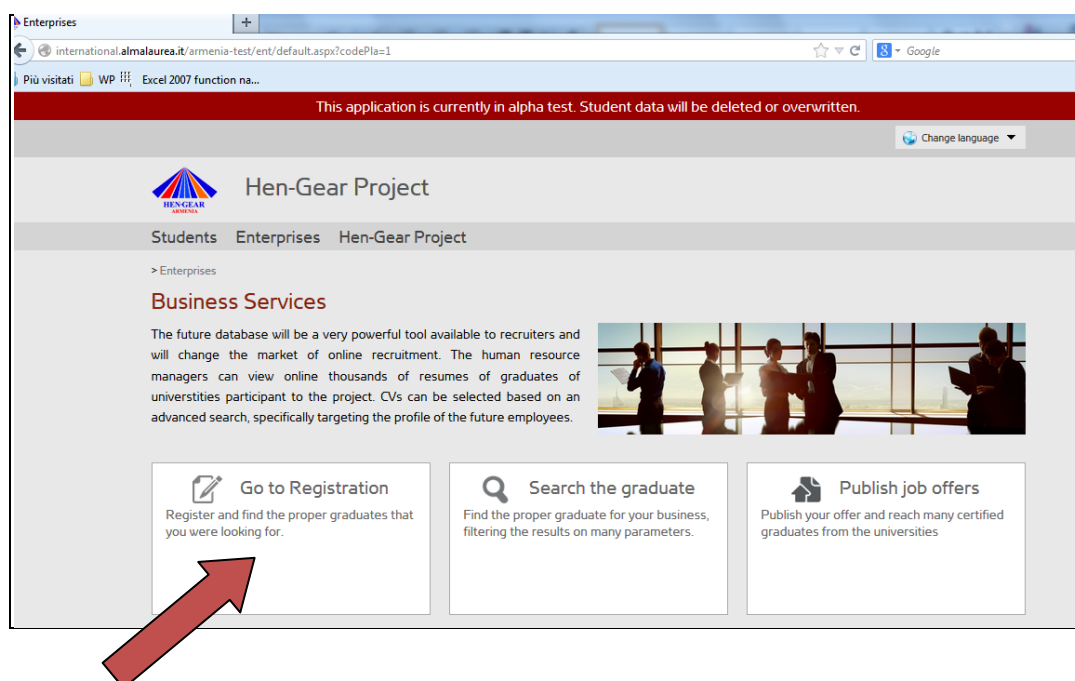 Enterprises
+
international.almalaurea.it/armenia-test/ent/default.aspx?codePla=1
8
Google
Più visitati
WP
Excel 2007 function na...
This application is currently in alpha test. Student data will be deleted or overwritten.
Change language
HEN-GEAR
ARMENIA
Hen-Gear Project
Students Enterprises Hen-Gear Project
> Enterprises
Business Services
The future database will be a very powerful tool available to recruiters and
will change the market of online recruitment. The human resource
managers can view online thousands of resumes of graduates of
universtities participant to the project. CVs can be selected based on an
advanced search, specifically targeting the profile of the future employees.
Go to Registration
Register and find the proper graduates that
you were looking for.
Search the graduate
Find the proper graduate for your business,
filtering the results on many parameters.
Publish job offers
Publish your offer and reach many certified
graduates from the universities